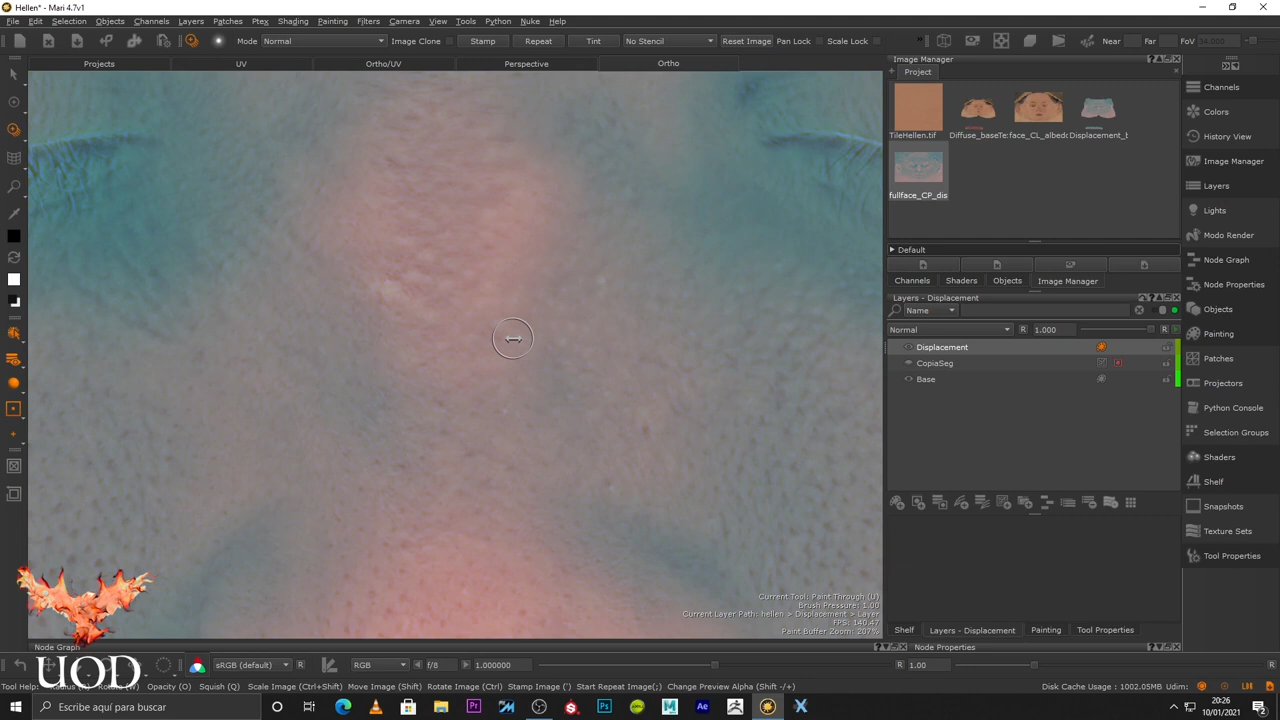 Hellen* - Mari 4.7v1
File Edit Selection Objects Channels Layers Patches Ptex Shading Painting Filters Camera View Tools Python Nuke Help
Mode Normal Image Clone Stamp Repeat Tint No Stencil Reset Image Pan Lock Scale Lock Near Far FoV 24.000
Projects UV Ortho/UV Perspective Ortho
Image Manager
Project
TileHellen.tif Diffuse_baseTe: face_CL_albedo Displacement_b
fullface_CP_dis
Default
Channels Shaders Objects Image Manager
Layers - Displacement
Name
Normal R 1.000 R
Displacement
CopiaSeg
Base
Channels
Colors
History View
Image Manager
Layers
Lights
Modo Render
Node Graph
Node Properties
Objects
Painting
Patches
Projectors
Python Console
Selection Groups
Shaders
Shelf
Snapshots
Texture Sets
Tool Properties
Current Tool: Paint Through (U)
Brush Pressure: 1.00
Current Layer Path: hellen > Displacement > Layer
FPS: 140.47
Paint Buffer Zoom: 207%
Shelf Layers - Displacement Painting Tool Properties
Node Graph Node Properties
UOD
sRGB (default) R RGB f/8 1.000000 R 1.00 R
Tool Help: Radius (R) Rotate (W) Opacity (O) Squish (Q) Scale Image (Ctrl+Shift) Move Image (Shift) Rotate Image (Ctrl) Stamp Image (') Start Repeat Image(;) Change Preview Alpha (Shift -/+) Disk Cache Usage : 1002.05MB Udim:
Escribe aquí para buscar
20:26
10/01/2021
2